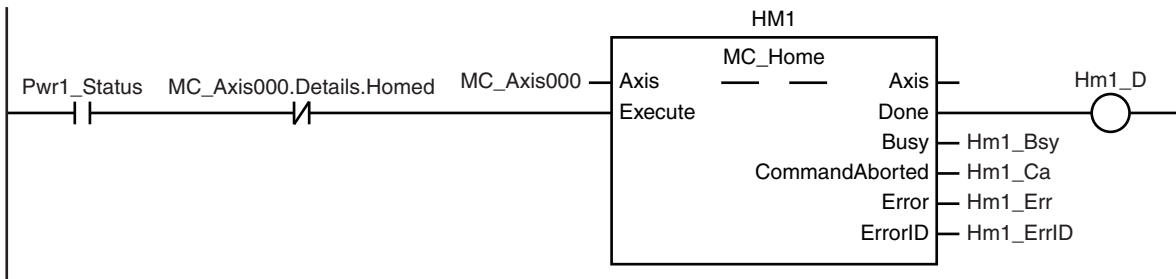 HM1
MC_Home
Pwr1_Status MC_Axis000.Details.Homed MC_Axis000 Axis Axis Hm1_D
Execute Done
Busy Hm1_Bsy
CommandAborted Hm1_Ca
Error Hm1_Err
ErrorID Hm1_ErrID